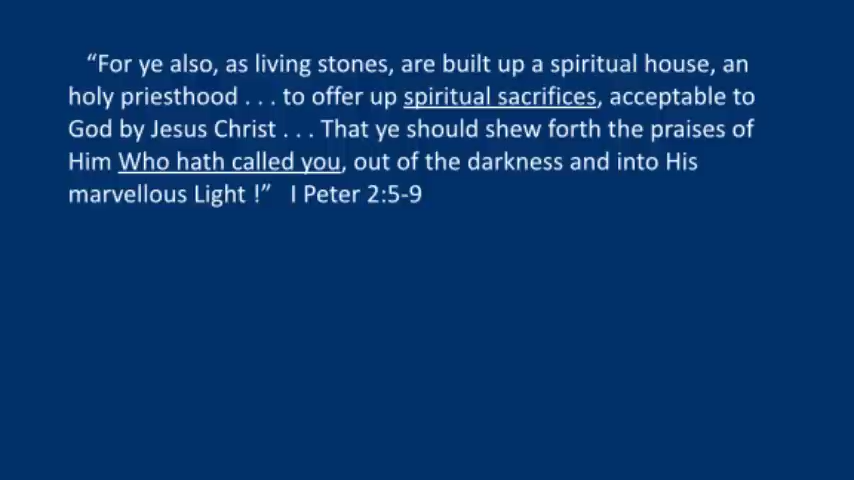 “For ye also, as living stones, are built up a spiritual house, an
holy priesthood . . . to offer up spiritual sacrifices, acceptable to
God by Jesus Christ . . . That ye should shew forth the praises of
Him Who hath called you, out of the darkness and into His
marvellous Light !”   I Peter 2:5-9